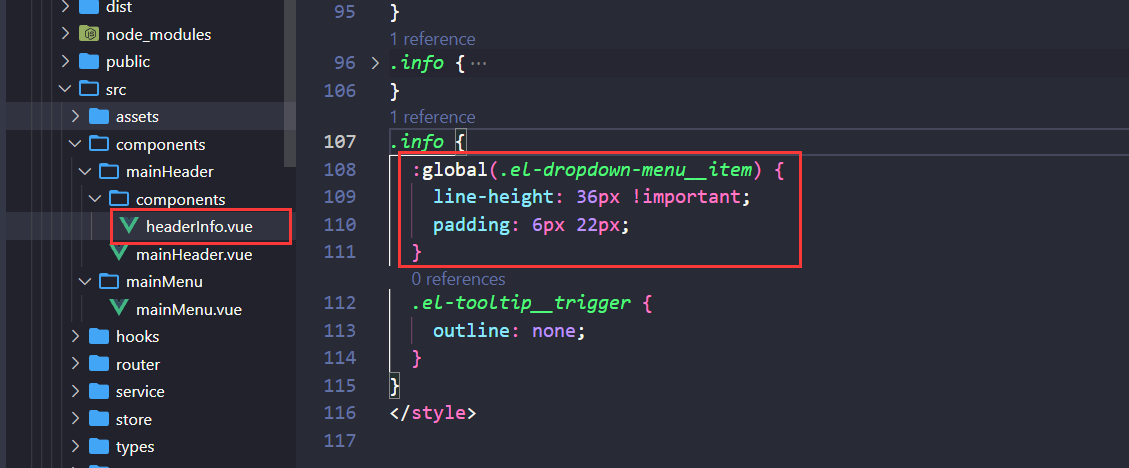 dist
node_modules
public
src
assets
components
mainHeader
components
headerInfo.vue
mainHeader.vue
mainMenu
mainMenu.vue
hooks
router
service
store
types
95 }
1 reference
96 .info { ···
106 }
1 reference
107 .info {
108 :global(.el-dropdown-menu__item) {
109 line-height: 36px !important;
110 padding: 6px 22px;
111 }
0 references
112 .el-tooltip__trigger {
113 outline: none;
114 }
115 }
116 </style>
117